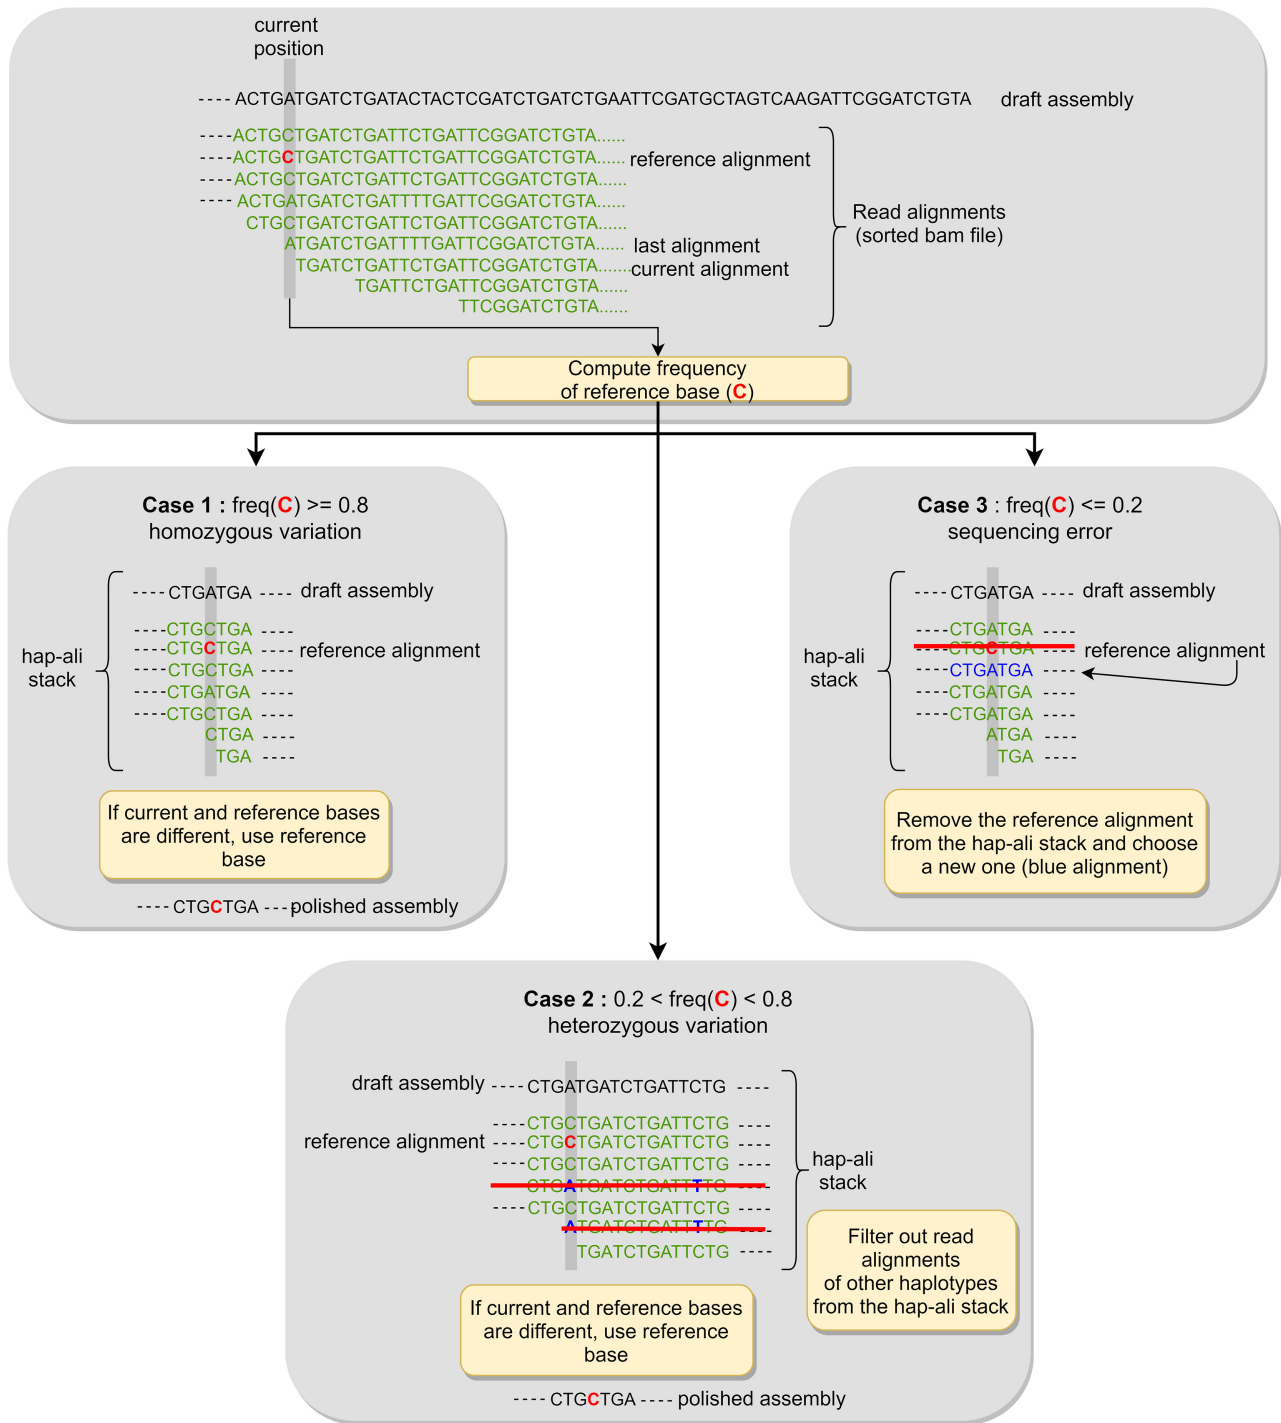 current
position
---- ACTGATGATCTGATACTACTCGATCTGATCTGAATTCGATGCTAGTCAAGATTCGGATCTGTA draft assembly
----ACTGCTGATCTGATTCTGATTCGGATCTGTA......
----ACTGCTGATCTGATTCTGATTCGGATCTGTA...... reference alignment
----ACTGCTGATCTGATTCTGATTCGGATCTGTA......
----ACTGATGATCTGATTTTGATTCGGATCTGTA......
CTGCTGATCTGATTCTGATTCGGATCTGTA......
ATGATCTGATTTTGATTCGGATCTGTA...... last alignment
TGATCTGATTCTGATTCGGATCTGTA....... current alignment
TGATTCTGATTCGGATCTGTA......
TTCGGATCTGTA......
Read alignments
(sorted bam file)
Compute frequency
of reference base (C)
Case 1 : freq(C) >= 0.8
homozygous variation
----CTGATGA ---- draft assembly
----CTGCTGA ----
----CTGCTGA ---- reference alignment
----CTGCTGA ----
----CTGATGA ----
----CTGCTGA ----
CTGA ----
TGA ----
hap-ali
stack
If current and reference bases
are different, use reference
base
----CTGCTGA ---- polished assembly
Case 3 : freq(C) <= 0.2
sequencing error
----CTGATGA ---- draft assembly
----CTGATGA ----
----CTGCTGA ---- reference alignment
----CTGATGA ----
----CTGATGA ----
----CTGATGA ----
ATGA ----
TGA ----
hap-ali
stack
Remove the reference alignment
from the hap-ali stack and choose
a new one (blue alignment)
Case 2 : 0.2 < freq(C) < 0.8
heterozygous variation
draft assembly ----CTGATGATCTGATTCTG ----
----CTGCTGATCTGATTCTG ----
reference alignment ----CTGCTGATCTGATTCTG ----
----CTGCTGATCTGATTCTG ----
CTGATGATCTGATTTTG ----
----CTGCTGATCTGATTCTG ----
ATGATCTGATTTTG ----
TGATCTGATTCTG ----
hap-ali
stack
Filter out read
alignments
of other haplotypes
from the hap-ali stack
If current and reference bases
are different, use reference
base
----CTGCTGA ---- polished assembly